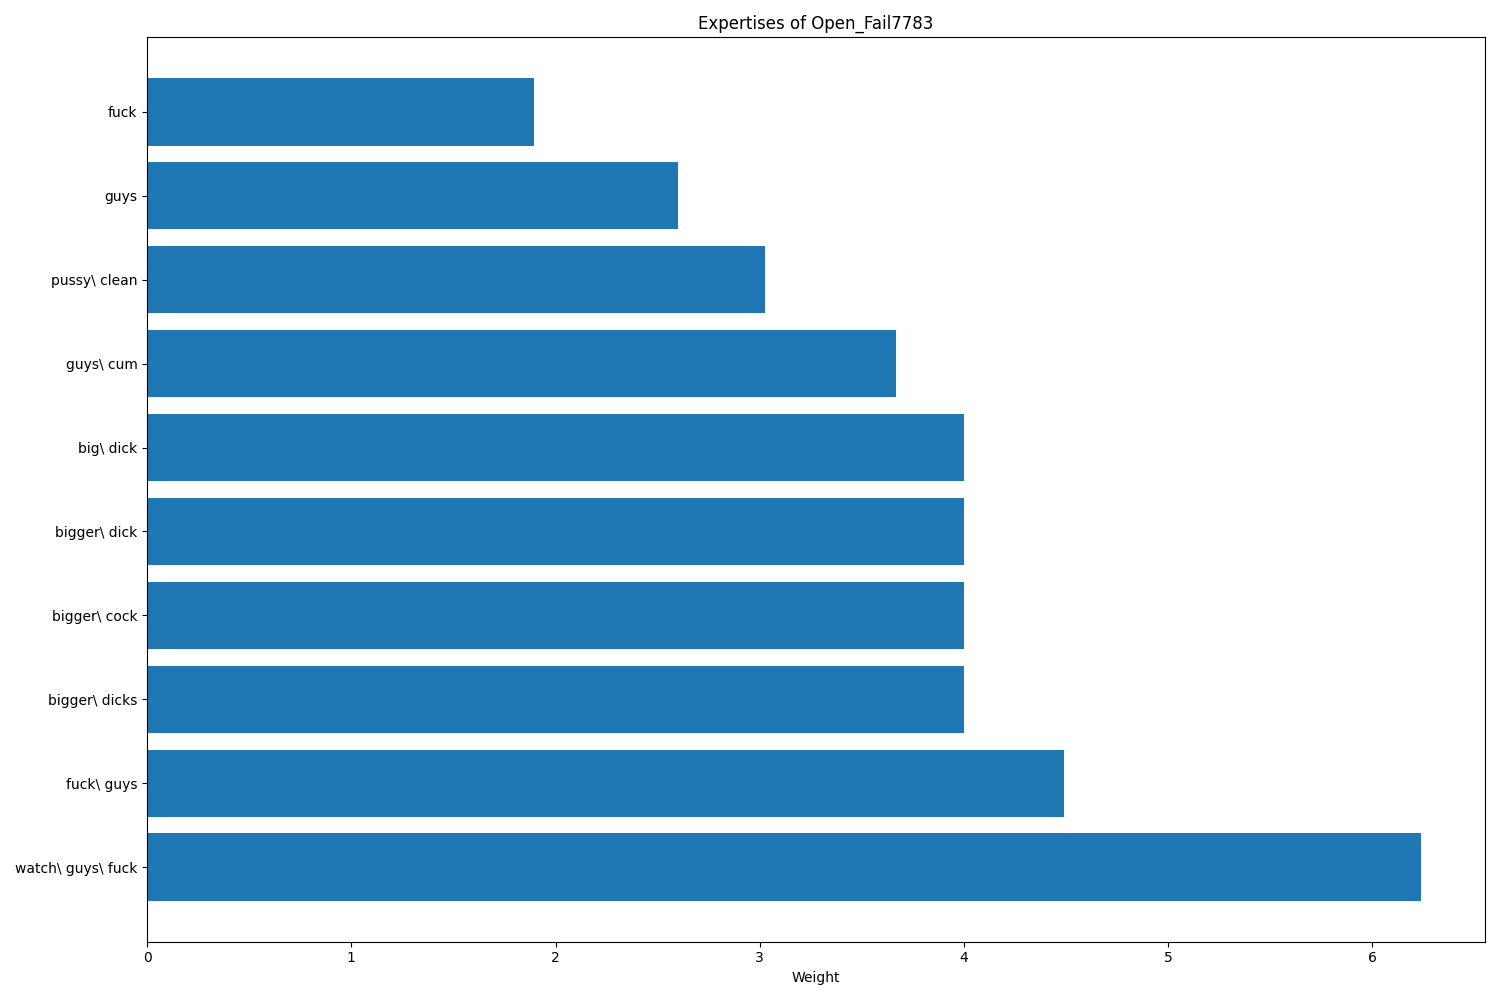 Expertises of Open_Fail7783
fuck
guys
pussy\ clean
guys\ cum
big\ dick
bigger\ dick
bigger\ cock
bigger\ dicks
fuck\ guys
watch\ guys\ fuck
0 1 2 3 4 5 6
Weight